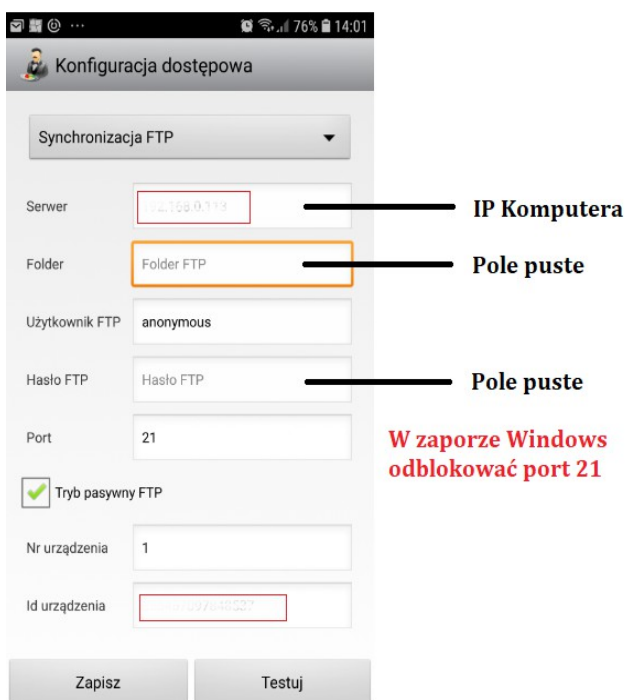 76% 14:01
Konfiguracja dostępowa
Synchronizacja FTP
Serwer
IP Komputera
Folder Folder FTP
Pole puste
Użytkownik FTP anonymous
Hasło FTP Hasło FTP
Pole puste
Port 21
W zaporze Windows
odblokować port 21
Tryb pasywny FTP
Nr urządzenia 1
Id urządzenia
Zapisz Testuj